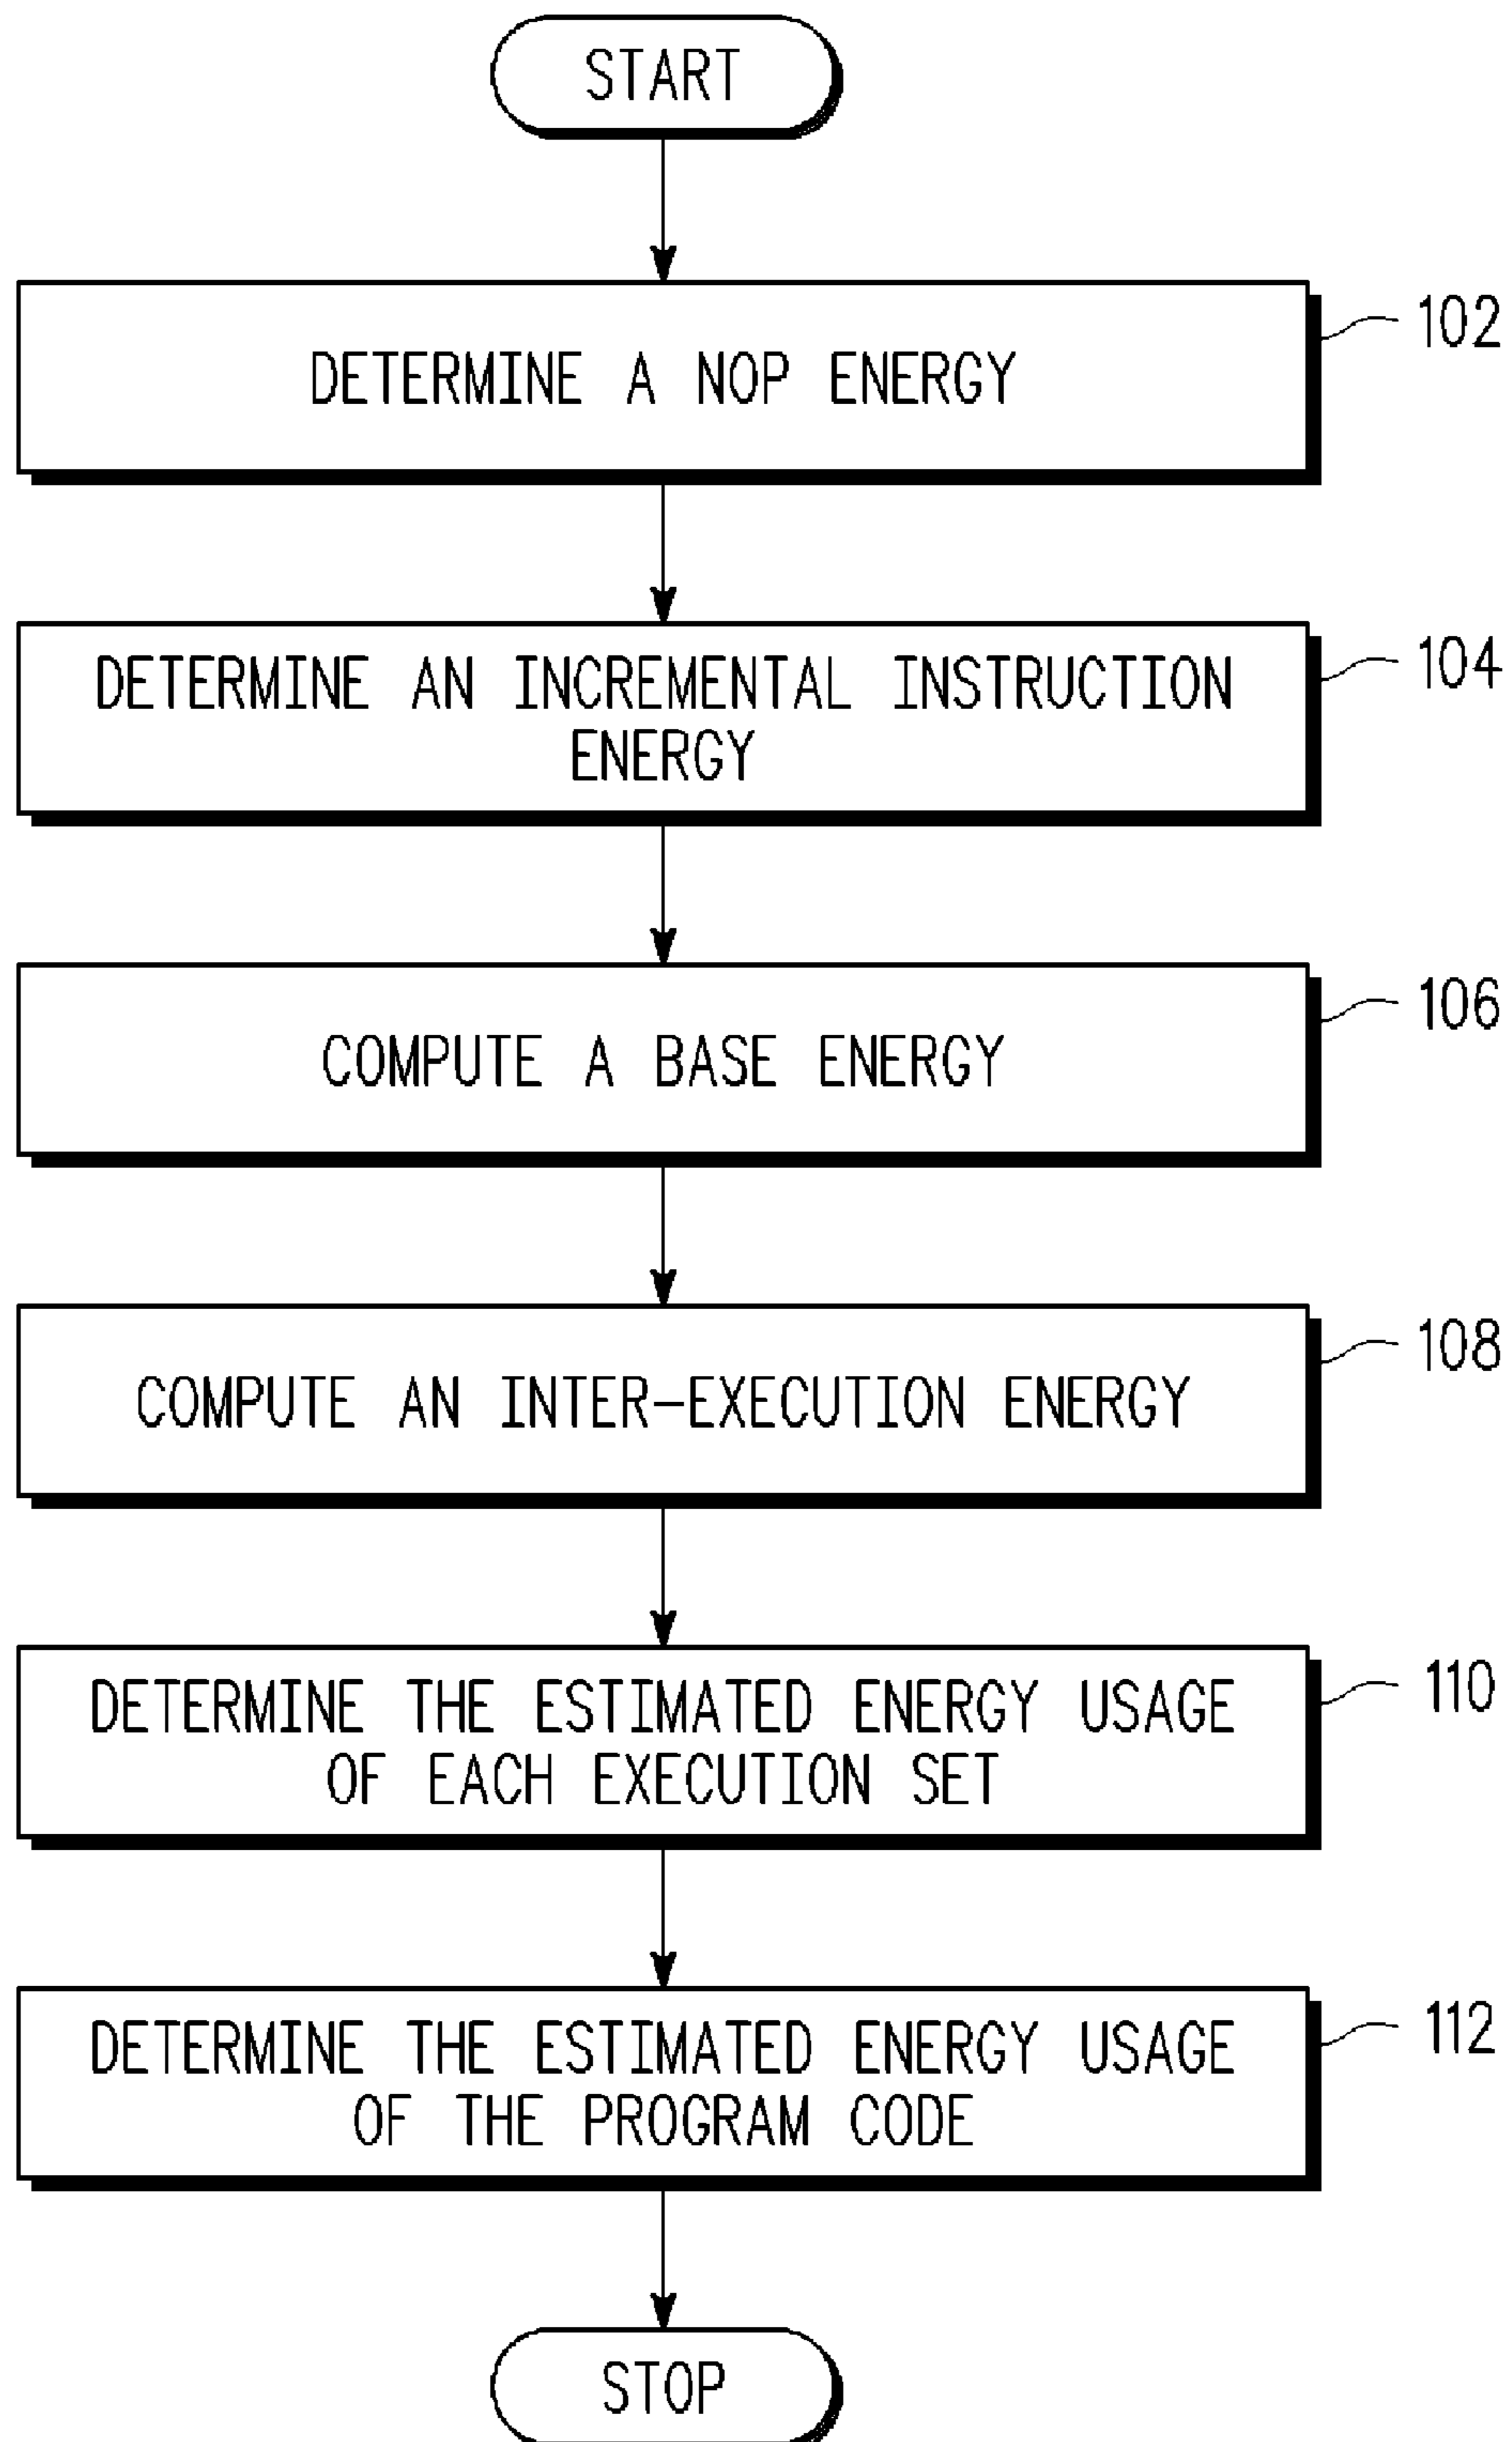 START
DETERMINE A NOP ENERGY
102
DETERMINE AN INCREMENTAL INSTRUCTION
ENERGY
104
COMPUTE A BASE ENERGY
106
COMPUTE AN INTER-EXECUTION ENERGY
108
DETERMINE THE ESTIMATED ENERGY USAGE
OF EACH EXECUTION SET
110
DETERMINE THE ESTIMATED ENERGY USAGE
OF THE PROGRAM CODE
112
STOP